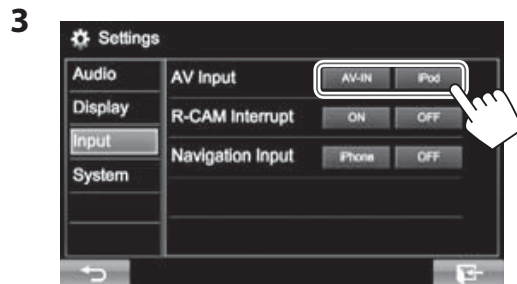 3
Settings
Audio
AV Input
AV-IN
iPod
Display
R-CAM Interrupt
ON
OFF
Input
Navigation Input
iPhone
OFF
System